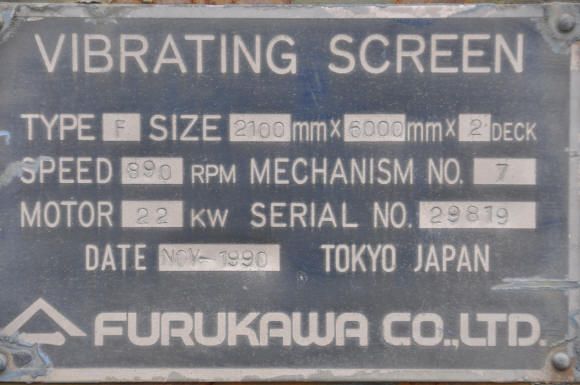 VIBRATING SCREEN
TYPE F SIZE 2100 mm x 6000 mm x 2 DECK
SPEED 890 RPM MECHANISM NO. 7
MOTOR 22 KW SERIAL NO. 29819
DATE NOV- 1990 TOKYO JAPAN
FURUKAWA CO.,LTD.